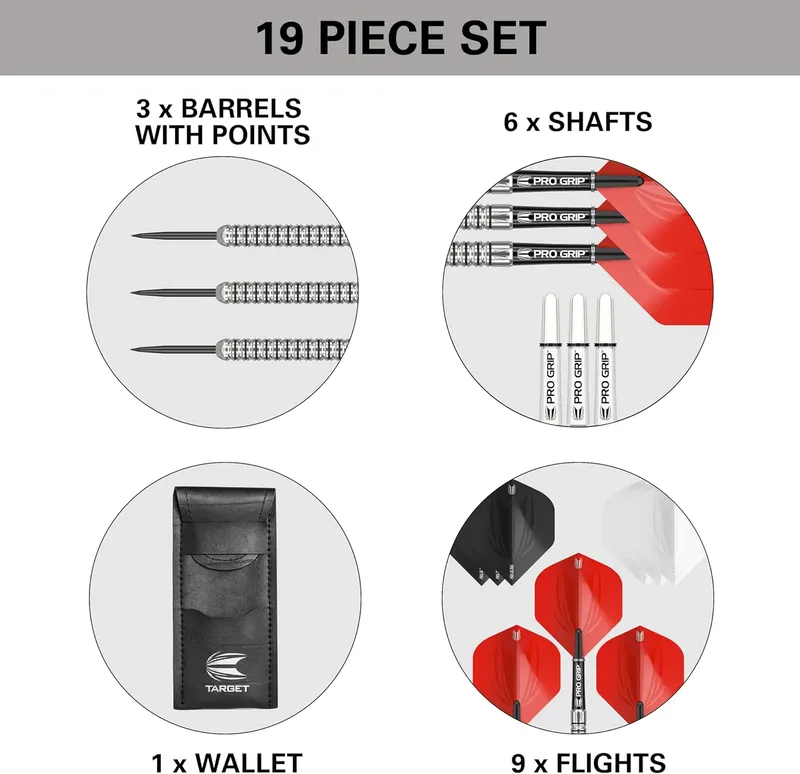 19 PIECE SET
3 x BARRELS
WITH POINTS
6 x SHAFTS
PRO GRIP
PRO GRIP
PRO GRIP
PRO GRIP
PRO GRIP
PRO GRIP
TARGET
PRO GRIP
1 x WALLET
9 x FLIGHTS